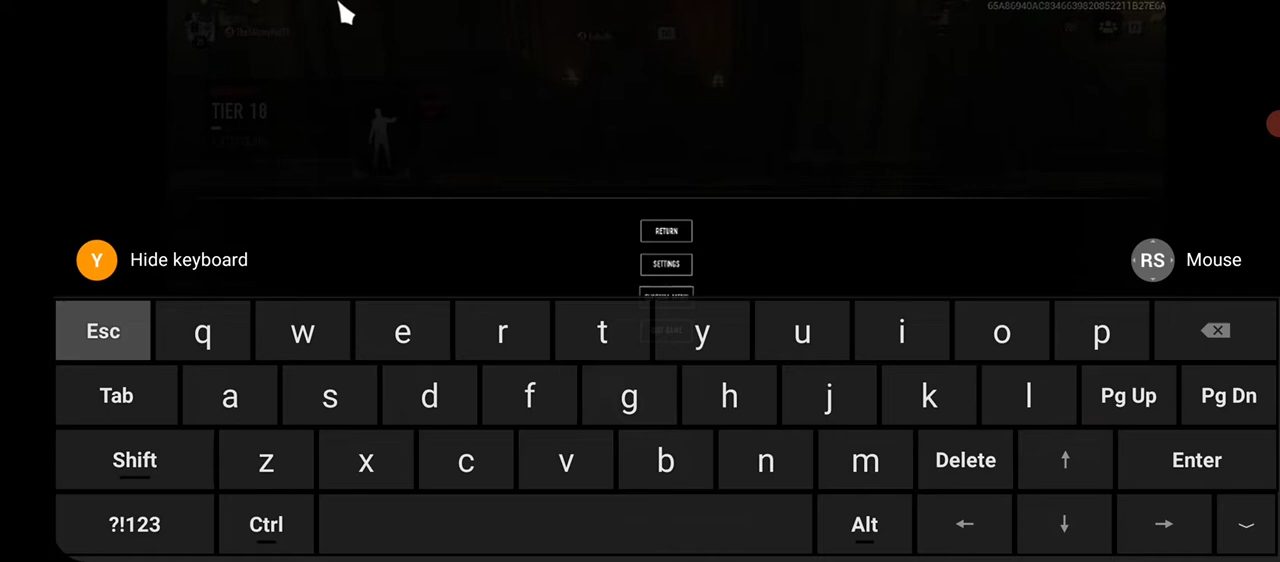 TIER 18
RETURN
SETTINGS
Y Hide keyboard
RS Mouse
Esc q w e r t y u i o p
Tab a s d f g h j k l Pg Up Pg Dn
Shift z x c v b n m Delete ↑ Enter
?!123 Ctrl Alt ← ↓ →